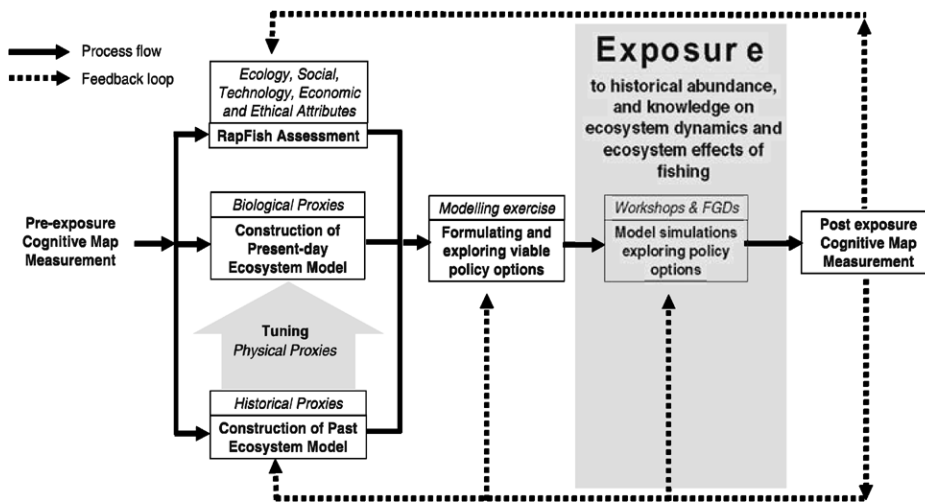 Process flow
Feedback loop
Ecology, Social,
Technology, Economic
and Ethical Attributes
RapFish Assessment
Exposure
to historical abundance,
and knowledge on
ecosystem dynamics and
ecosystem effects of
fishing
Pre-exposure
Cognitive Map
Measurement
Biological Proxies
Construction of
Present-day
Ecosystem Model
Modelling exercise
Formulating and
exploring viable
policy options
Workshops & FGDs
Model simulations
exploring policy
options
Post exposure
Cognitive Map
Measurement
Tuning
Physical Proxies
Historical Proxies
Construction of Past
Ecosystem Model